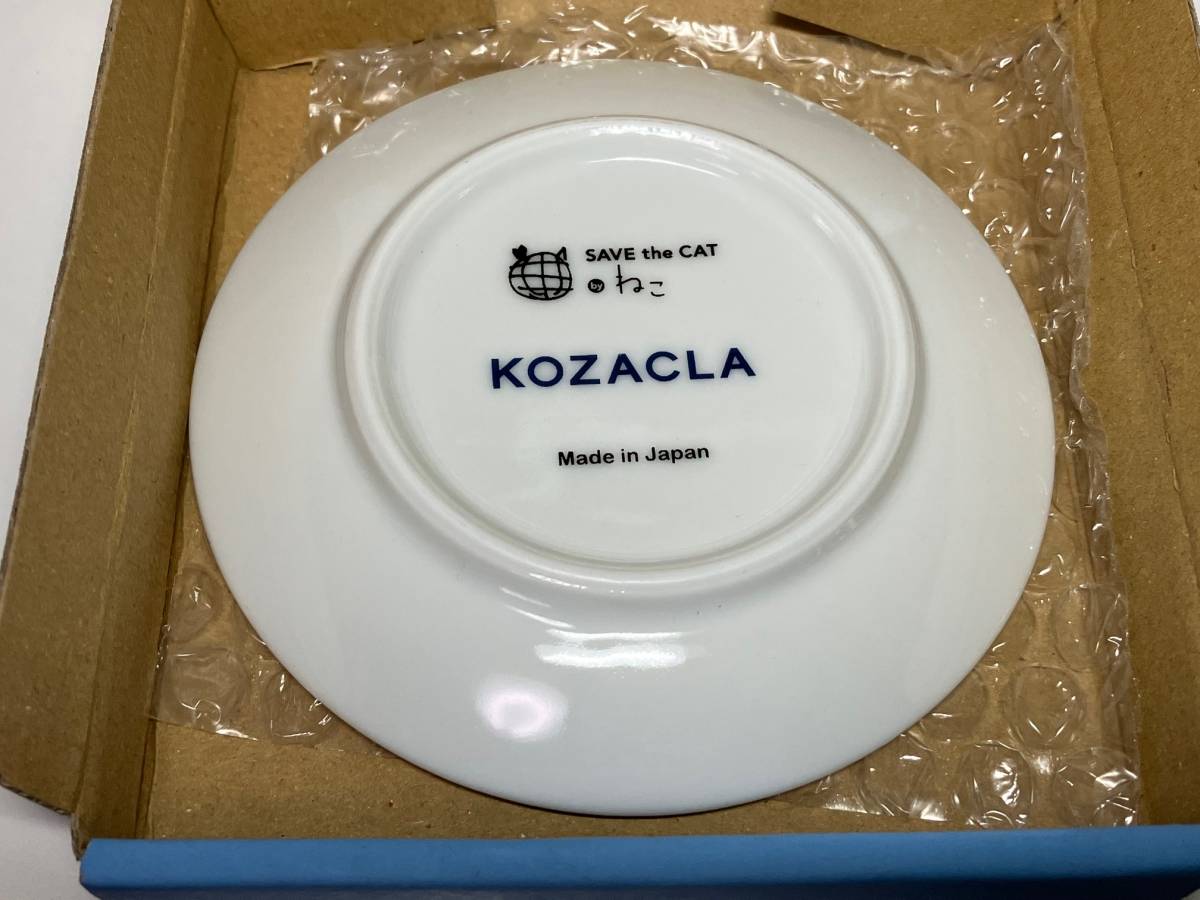 SAVE the CAT
by ねこ
KOZACLA
Made in Japan